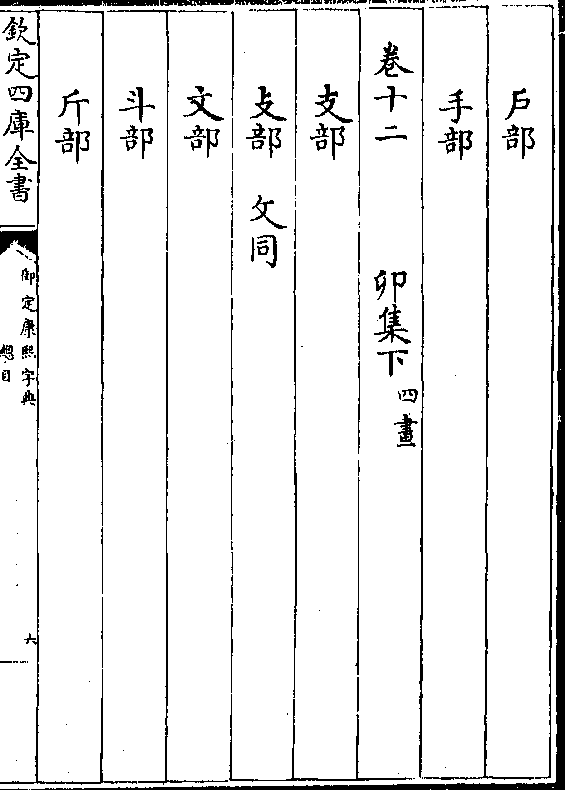 戶部
手部
卷十二 卯集下 四畫
支部
攴部 攵同
文部
斗部
斤部
欽定四庫全書
御定康熙字典
總目
六